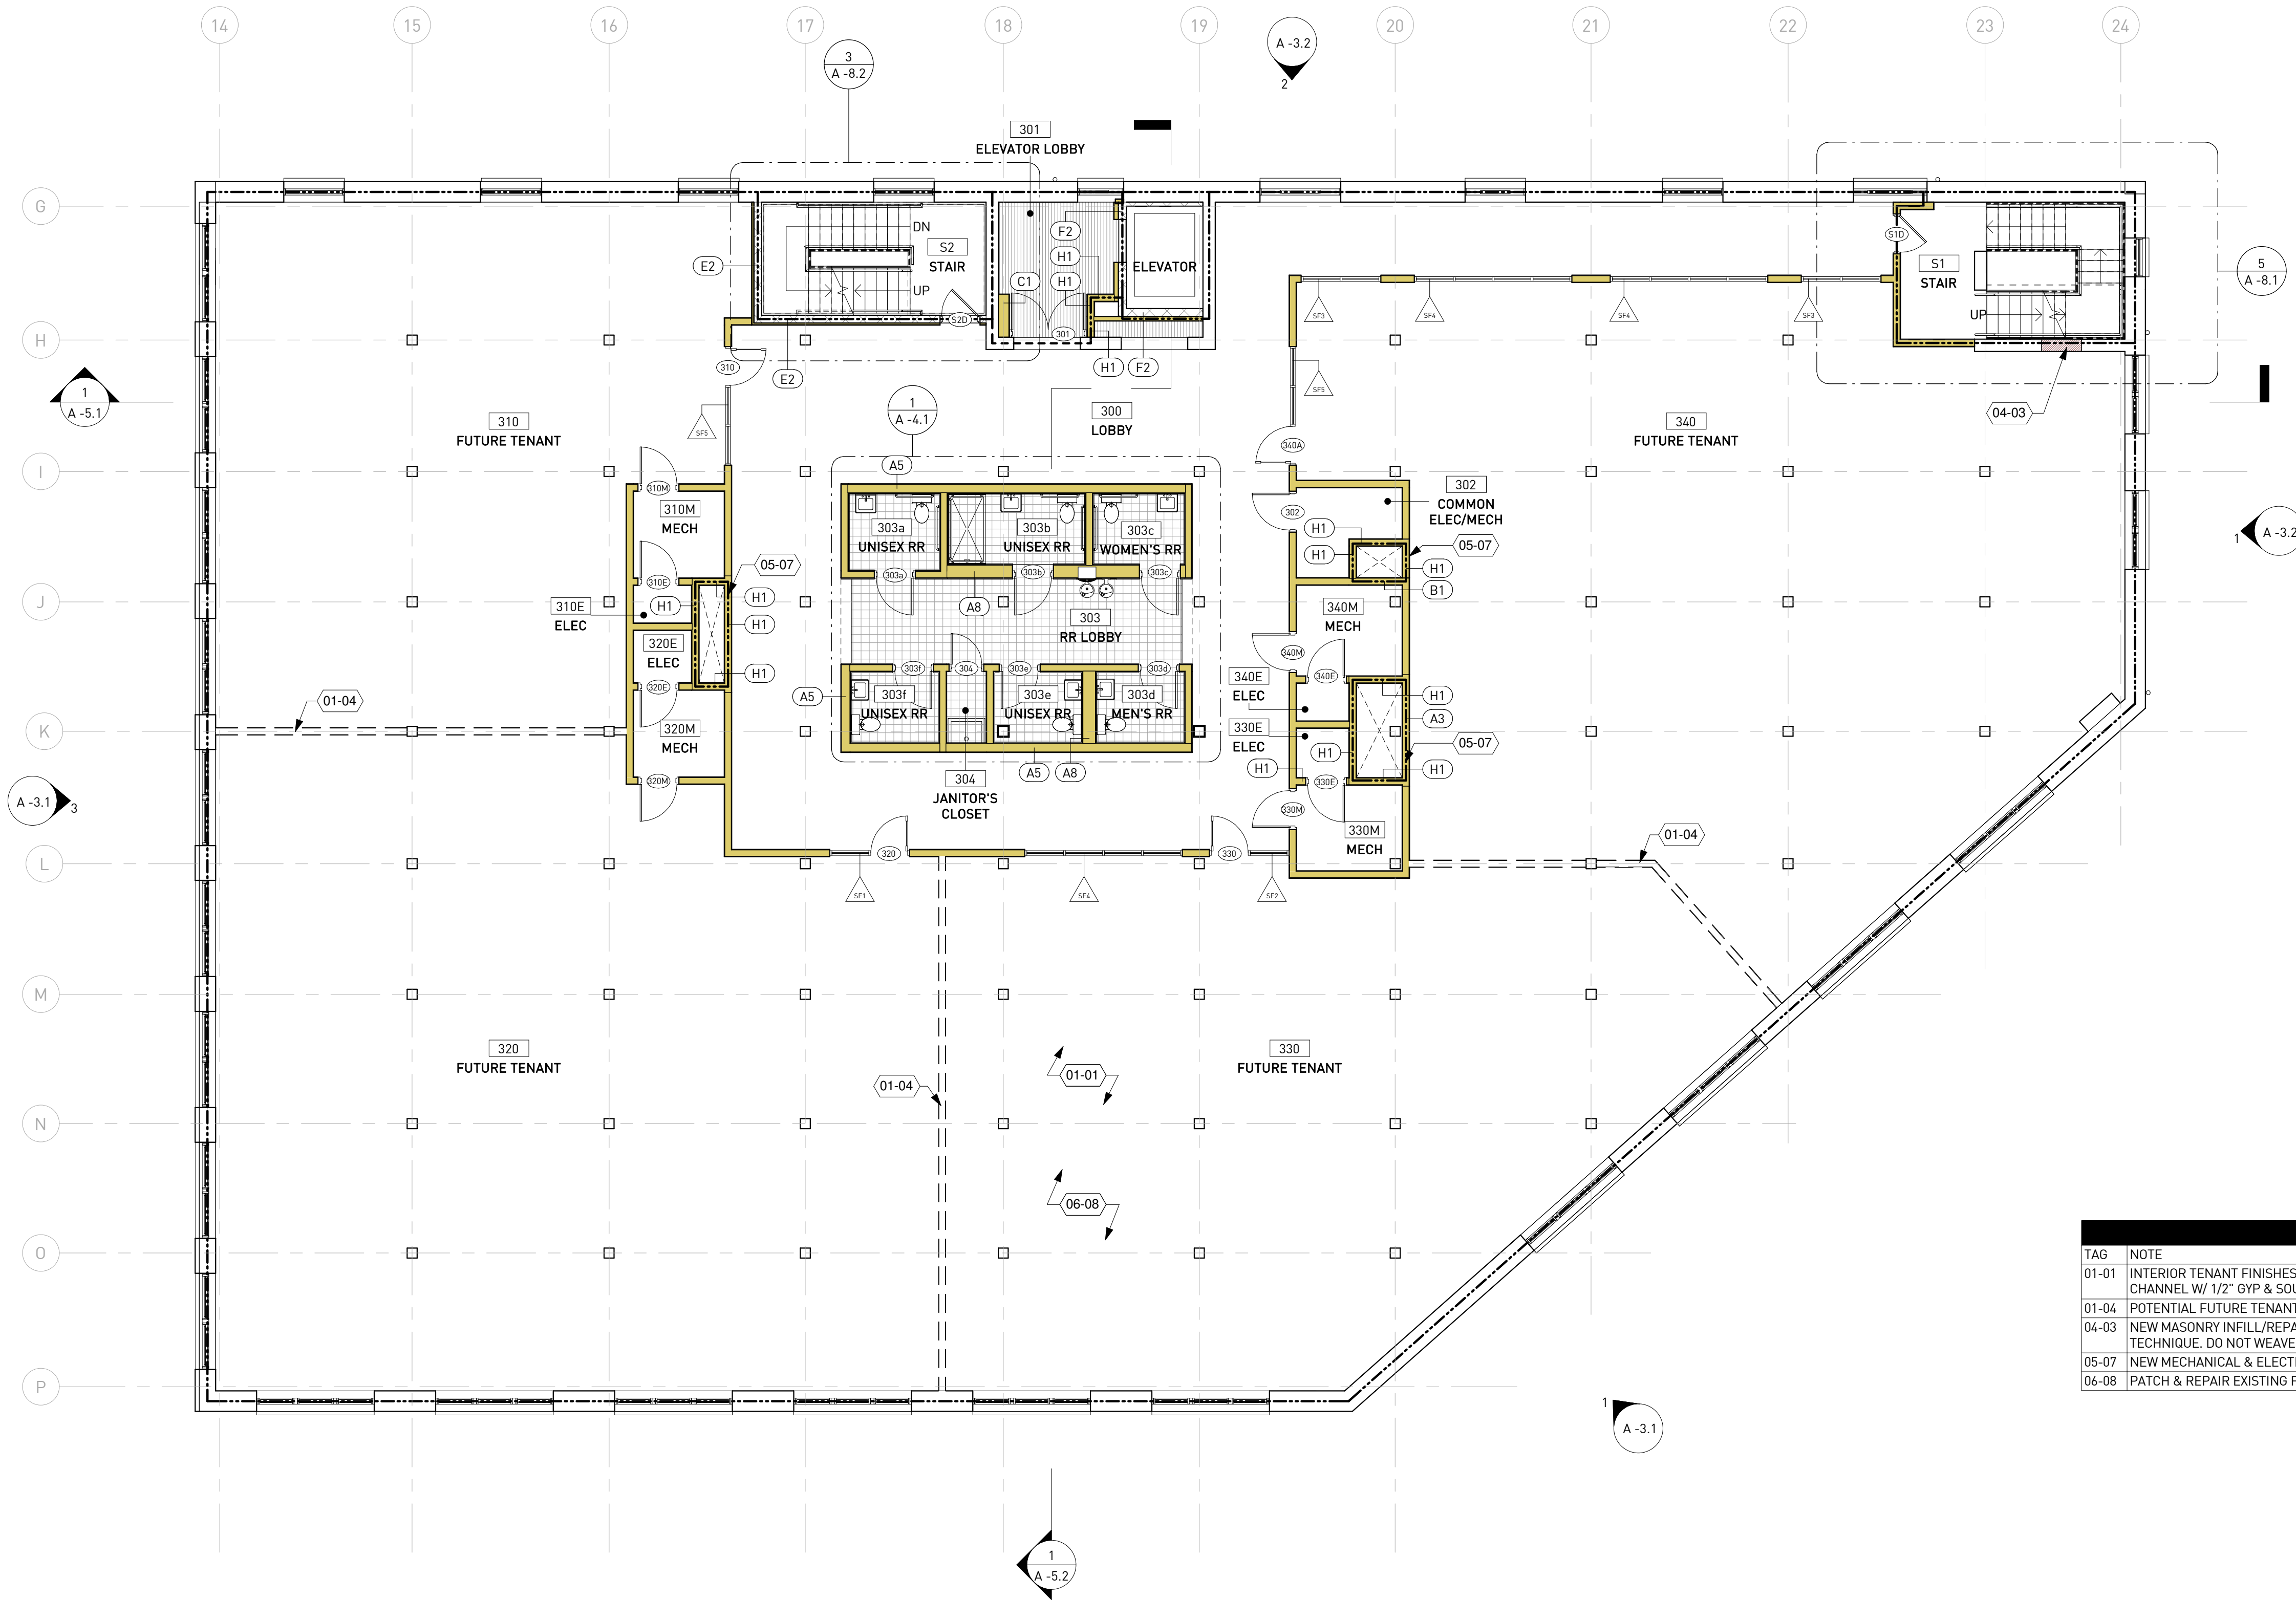 14
15
16
17
18
19
20
21
22
23
24
3
A -8.2
A -3.2
2
301
ELEVATOR LOBBY
G
DN
S2
STAIR
UP
E2
F2
H1
C1
H1
ELEVATOR
S1D
S1
STAIR
UP
5
A -8.1
SF3
SF4
SF4
SF3
S2D
301
H
310
E2
H1
F2
1
A -5.1
SF5
SF5
1
A -4.1
300
LOBBY
04-03
310
FUTURE TENANT
340
FUTURE TENANT
340A
I
A5
310M
310M
MECH
302
302
COMMON
ELEC/MECH
303a
UNISEX RR
303b
UNISEX RR
303c
WOMEN'S RR
H1
H1
05-07
H1
B1
1
A -3.2
05-07
310E
303a
303b
303c
J
310E
ELEC
H1
H1
H1
A8
303
RR LOBBY
340M
MECH
320E
ELEC
340M
H1
303f
304
303e
303d
340E
340E
ELEC
320E
A5
303f
UNISEX RR
303e
UNISEX RR
303d
MEN'S RR
H1
A3
01-04
K
320M
MECH
330E
ELEC
H1
05-07
H1
H1
320M
A5
A8
330E
304
JANITOR'S
CLOSET
A -3.1
3
330M
330M
MECH
01-04
320
330
L
SF1
SF4
SF2
M
320
FUTURE TENANT
330
FUTURE TENANT
01-04
01-01
N
06-08
O
TAG
NOTE
01-01
INTERIOR TENANT FINISHES
CHANNEL W/ 1/2" GYP &
01-04
POTENTIAL FUTURE TENANT
04-03
NEW MASONRY
TECHNIQUE. DO NOT WEAVE
05-07
NEW MECHANICAL &
06-08
PATCH & REPAIR EXISTING
P
1
A -3.1
1
A -5.2